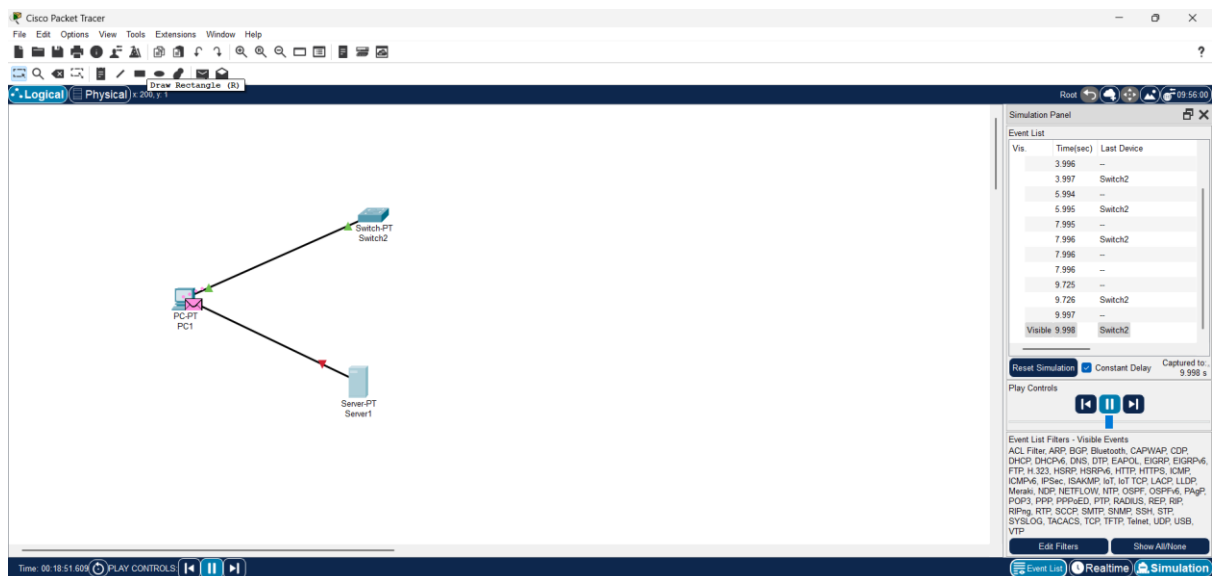 Cisco Packet Tracer
File Edit Options View Tools Extensions Window Help
?
Draw Rectangle (R)
Logical Physical x: 200, y: 1
Root 09:56:00
Simulation Panel
Event List
Vis. Time(sec) Last Device
3.996 --
3.997 Switch2
5.994 --
5.995 Switch2
7.995 --
7.996 Switch2
7.996 --
7.996 --
9.725 --
9.726 Switch2
9.997 --
Visible 9.998 Switch2
Reset Simulation Constant Delay Captured to:,
9.998 s
Play Controls
Event List Filters - Visible Events
ACL Filter, ARP, BGP, Bluetooth, CAPWAP, CDP,
DHCP, DHCPv6, DNS, DTP, EAPOL, EIGRP, EIGRPv6,
FTP, H.323, HSRP, HSRPv6, HTTP, HTTPS, ICMP,
ICMPv6, IPSec, ISAKMP, IoT, IoT TCP, LACP, LLDP,
Meraki, NDP, NETFLOW, NTP, OSPF, OSPFv6, PAgP,
POP3, PPP, PPPoED, PTP, RADIUS, REP, RIP,
RIPng, RTP, SCCP, SMTP, SNMP, SSH, STP,
SYSLOG, TACACS, TCP, TFTP, Telnet, UDP, USB,
VTP
Edit Filters Show All/None
Switch-PT
Switch2
PC-PT
PC1
Server-PT
Server1
Time: 00:18:51.609 PLAY CONTROLS:
Event List Realtime Simulation